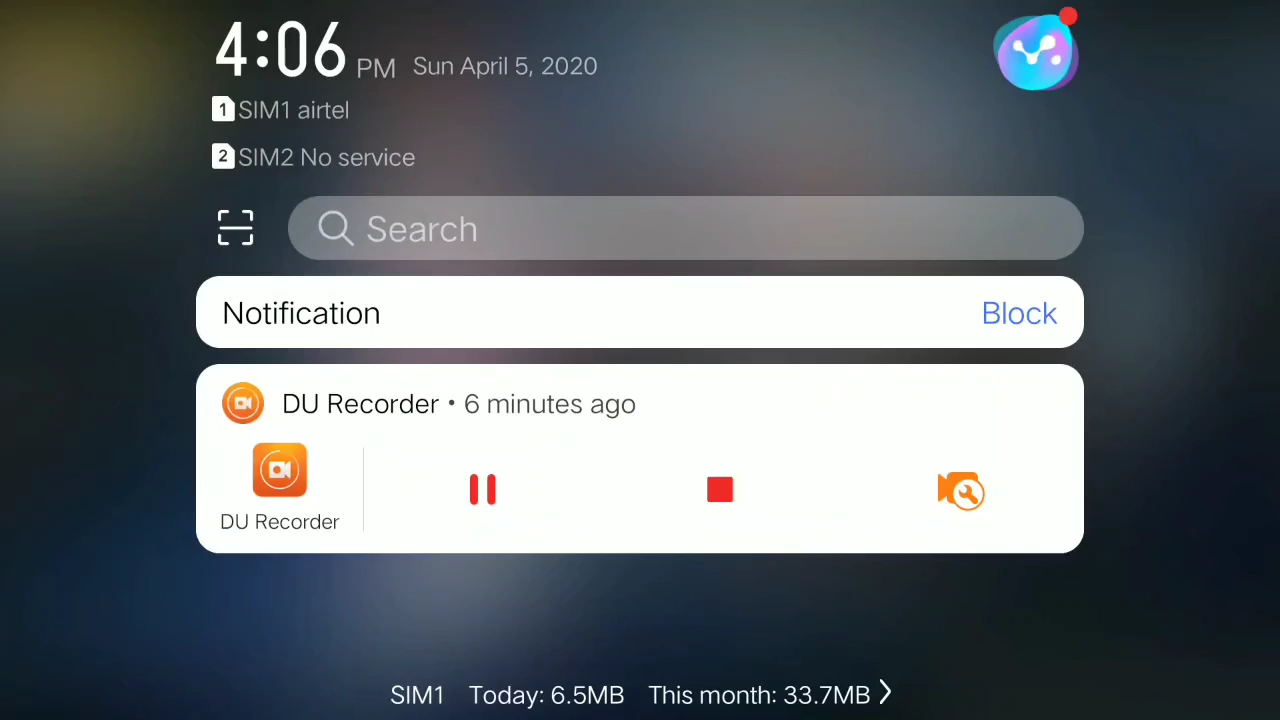 4:06 PM Sun April 5, 2020
1 SIM1 airtel
2 SIM2 No service
Search
Notification Block
DU Recorder • 6 minutes ago
DU Recorder
SIM1 Today: 6.5MB This month: 33.7MB